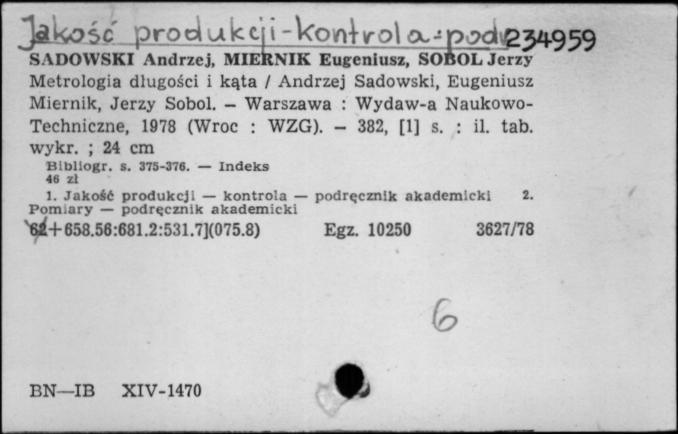 Jakość produkcji - kontrola - podr 234959
SADOWSKI Andrzej, MIERNIK Eugeniusz, SOBOL Jerzy
Metrologia długości i kąta / Andrzej Sadowski, Eugeniusz
Miernik, Jerzy Sobol. — Warszawa : Wydaw-a Naukowo-
Techniczne, 1978 (Wroc : WZG). — 382, [1] s. : il. tab.
wykr. ; 24 cm
Bibliogr. s. 375-376. — Indeks
46 zł
1. Jakość produkcji — kontrola — podręcznik akademicki 2.
Pomiary — podręcznik akademicki
62+658.56:681.2:531.7](075.8) Egz. 10250 3627/78
6
BN—IB XIV-1470